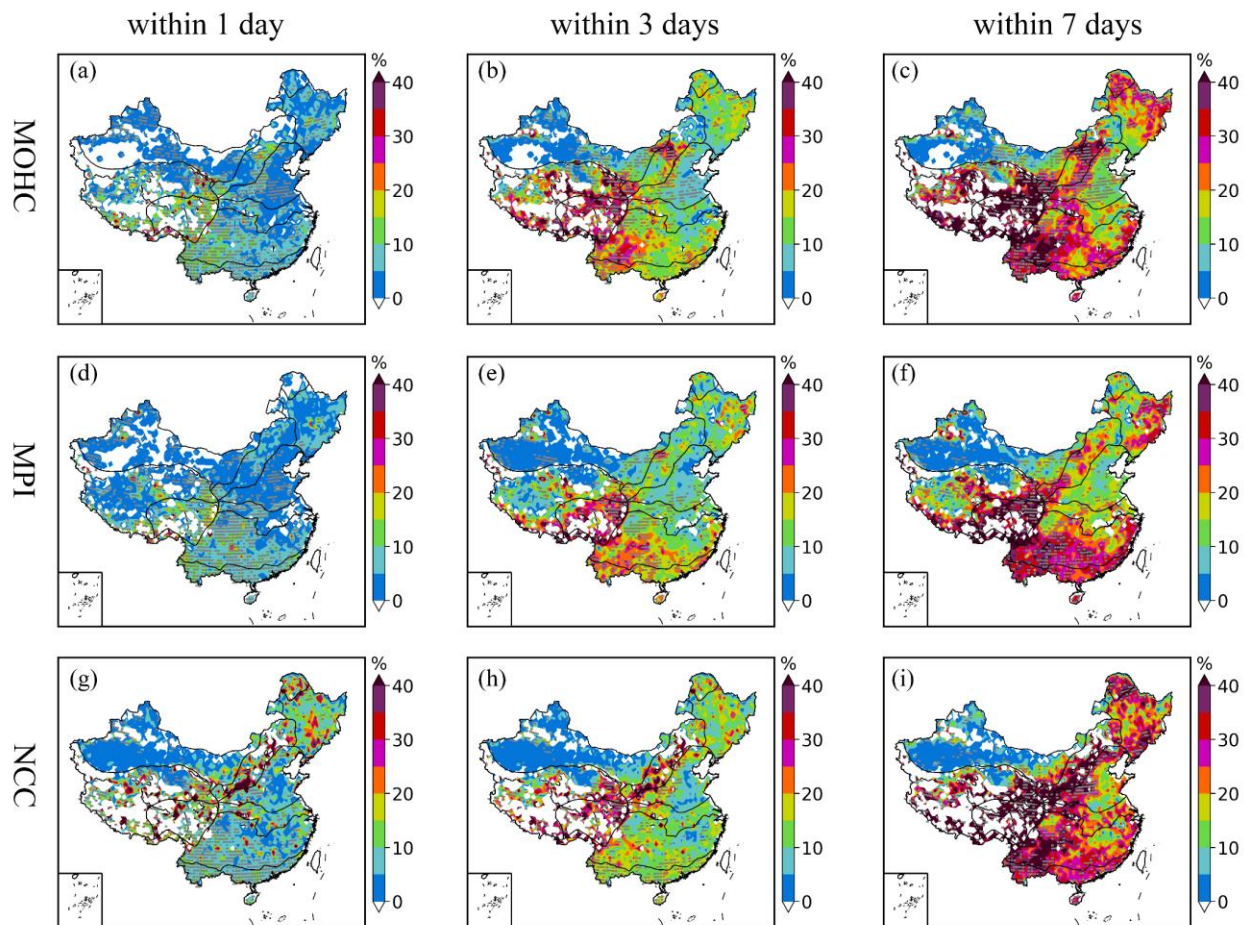 within 1 day within 3 days within 7 days
MOHC
(a) % 40 30 20 10 0
(b) % 40 30 20 10 0
(c) % 40 30 20 10 0
MPI
(d) % 40 30 20 10 0
(e) % 40 30 20 10 0
(f) % 40 30 20 10 0
NCC
(g) % 40 30 20 10 0
(h) % 40 30 20 10 0
(i) % 40 30 20 10 0